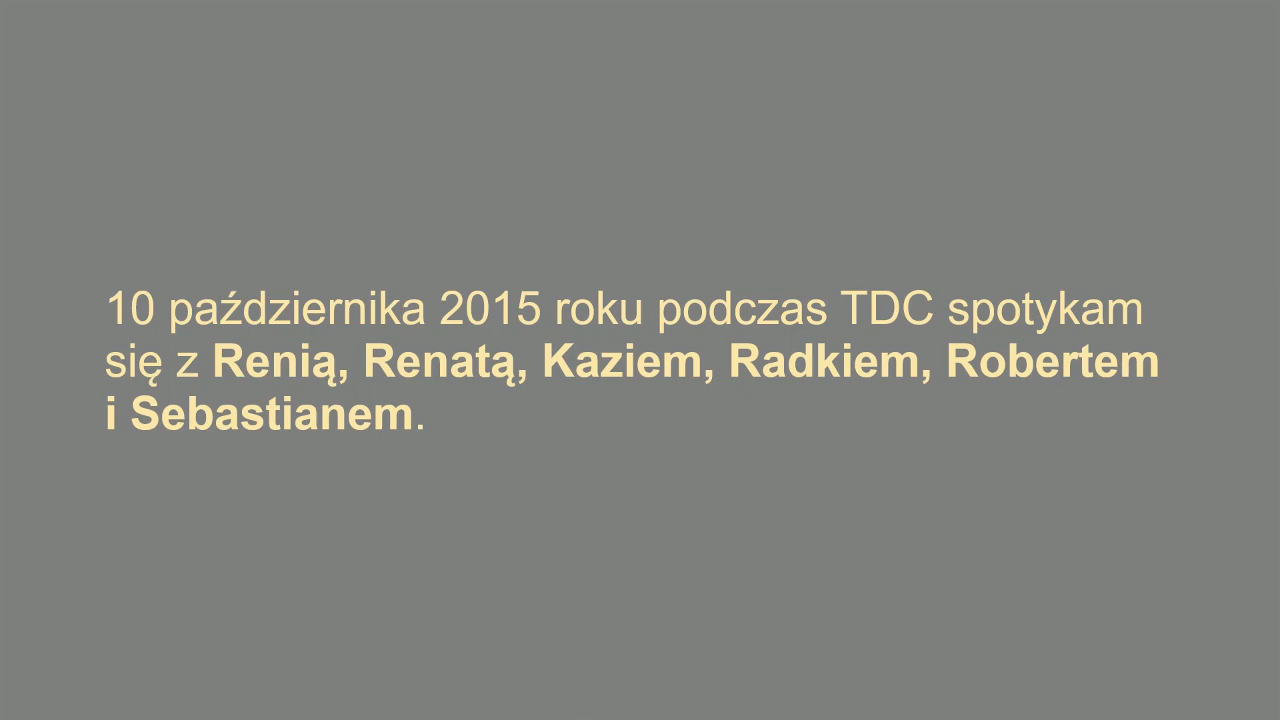 10 października 2015 roku podczas TDC spotykam
się z Renią, Renatą, Kaziem, Radkiem, Robertem
i Sebastianem.